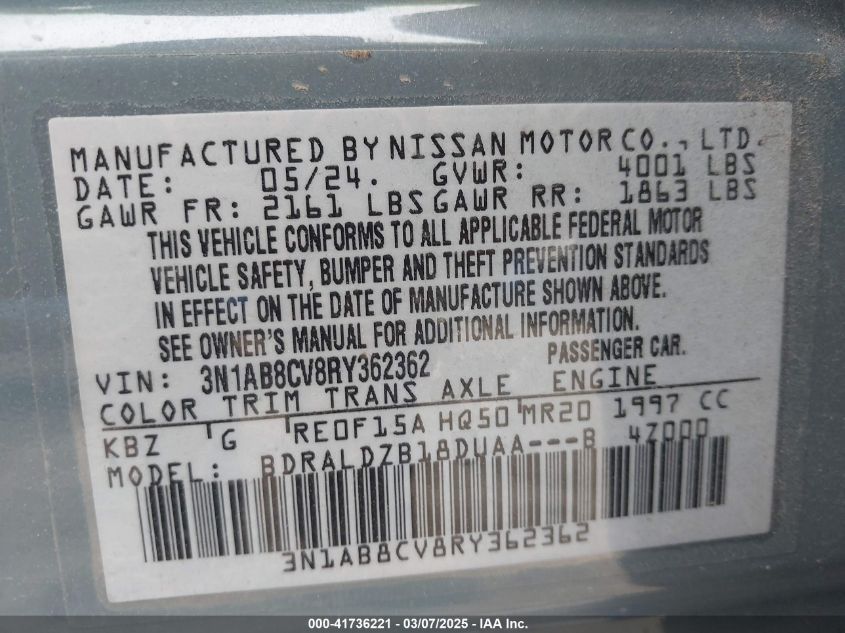 MANUFACTURED BY NISSAN MOTOR CO., LTD.
DATE: 05/24. GVWR: 4001 LBS
GAWR FR: 2161 LBS GAWR RR: 1863 LBS
THIS VEHICLE CONFORMS TO ALL APPLICABLE FEDERAL MOTOR
VEHICLE SAFETY, BUMPER AND THEFT PREVENTION STANDARDS
IN EFFECT ON THE DATE OF MANUFACTURE SHOWN ABOVE.
SEE OWNER'S MANUAL FOR ADDITIONAL INFORMATION.
VIN: 3N1AB8CV8RY362362 PASSENGER CAR.
COLOR TRIM TRANS AXLE ENGINE
KBZ G RE0F15A HQ50 MR20 1997 CC
MODEL: BDRALDZB18DUAA---B 4Z000
3N1AB8CV8RY362362
000-41736221 - 03/07/2025 - IAA Inc.